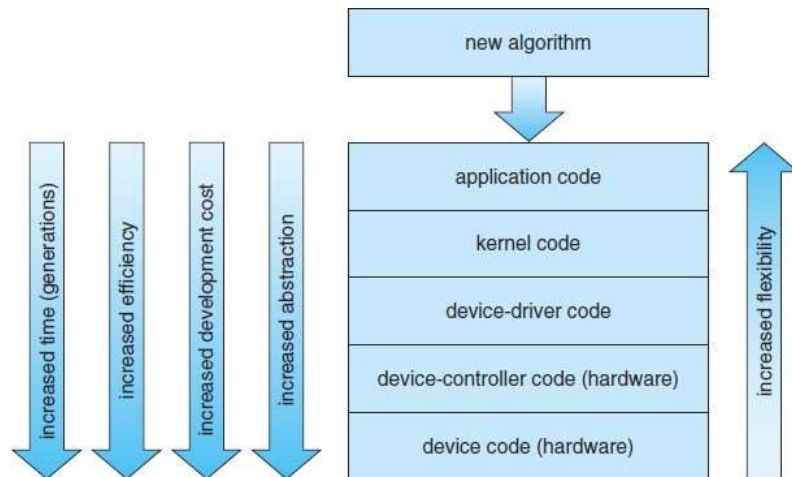 new algorithm
application code
kernel code
device-driver code
device-controller code (hardware)
device code (hardware)
increased time (generations)
increased efficiency
increased development cost
increased abstraction
increased flexibility